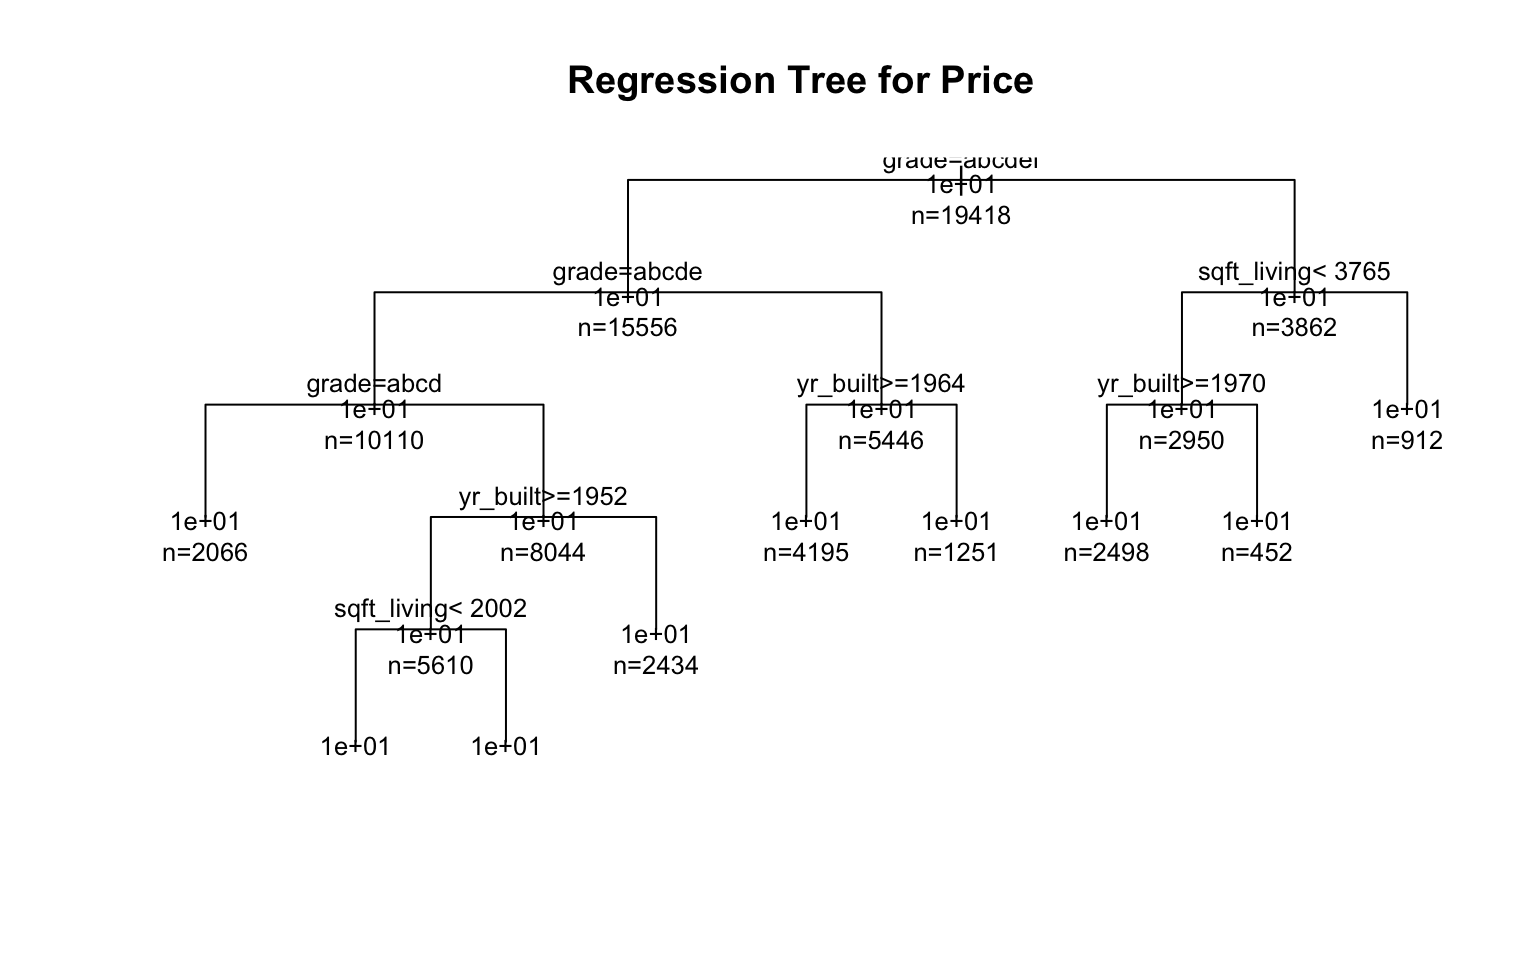 Regression Tree for Price
grade=abcdef
1e+01
n=19418
grade=abcde
1e+01
n=15556
sqft_living< 3765
1e+01
n=3862
grade=abcd
1e+01
n=10110
yr_built>=1964
1e+01
n=5446
yr_built>=1970
1e+01
n=2950
1e+01
n=912
1e+01
n=2066
yr_built>=1952
1e+01
n=8044
1e+01
n=4195
1e+01
n=1251
1e+01
n=2498
1e+01
n=452
sqft_living< 2002
1e+01
n=5610
1e+01
n=2434
1e+01
1e+01